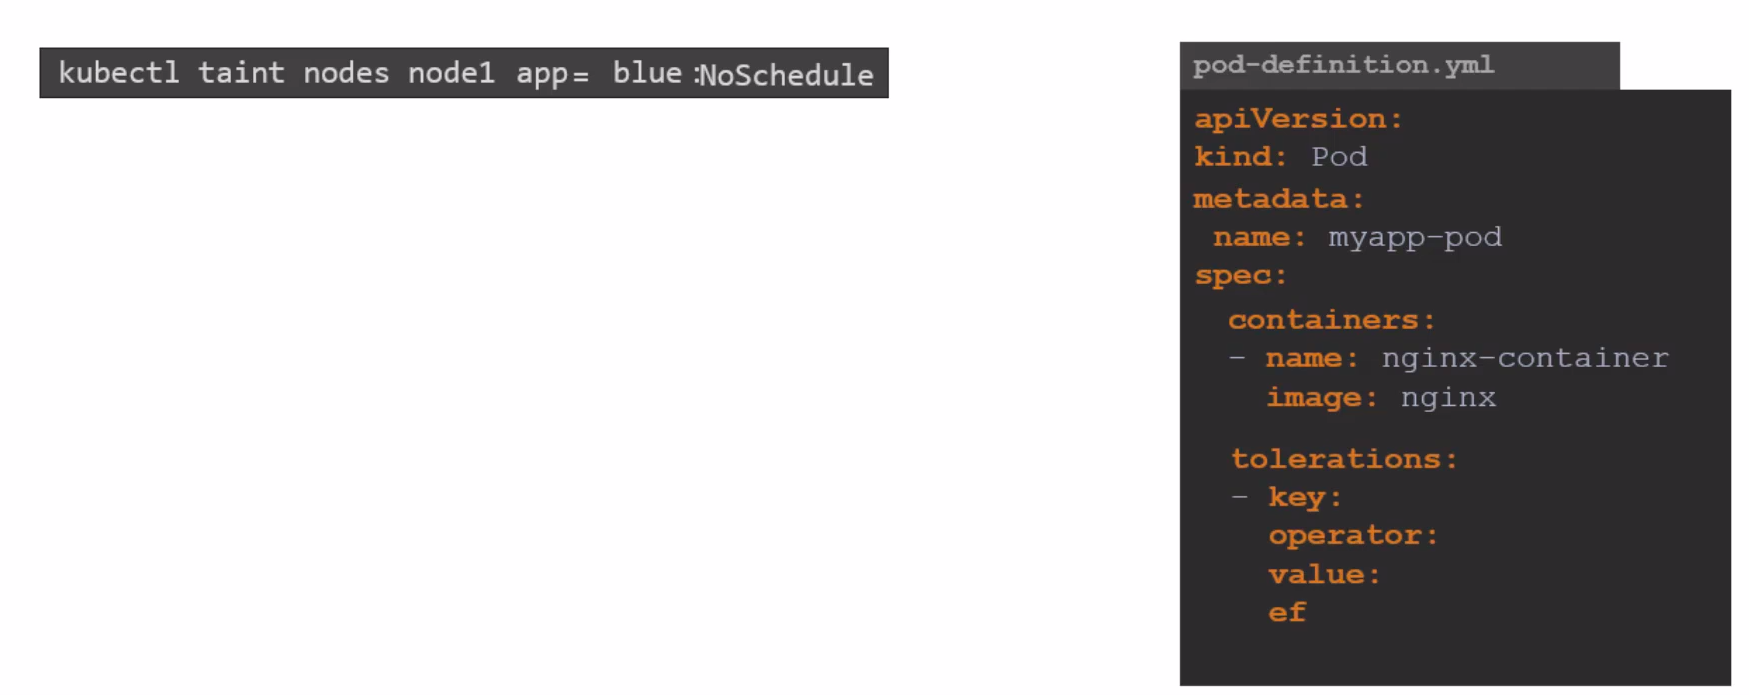 kubectl taint nodes node1 app= blue :NoSchedule
pod-definition.yml
apiVersion:
kind: Pod
metadata:
name: myapp-pod
spec:
containers:
- name: nginx-container
image: nginx
tolerations:
- key:
operator:
value:
ef